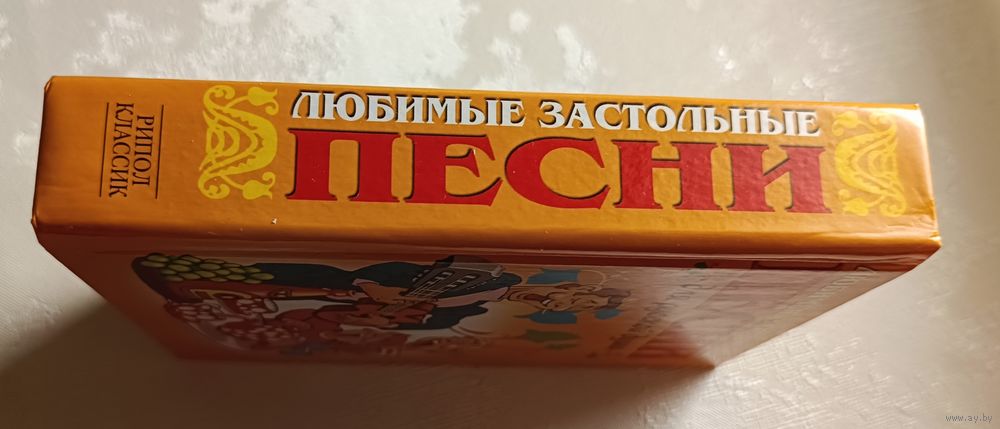 ЛЮБИМЫЕ ЗАСТОЛЬНЫЕ
ПЕСНИ
РИПОЛ
КЛАССИК
www.ay.by